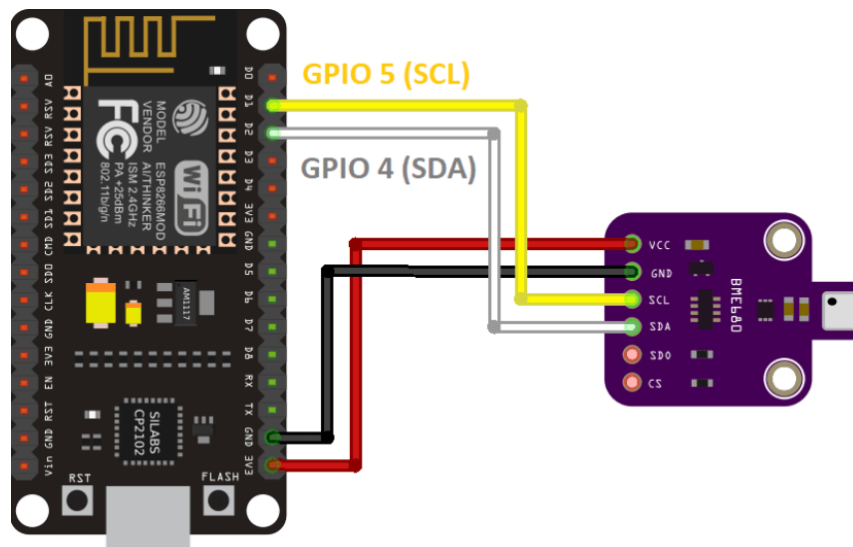 GPIO 5 (SCL)
GPIO 4 (SDA)
A0
RSV
RSV
SD3
SD2
SD1
CMD
SD0
CLK
GND
3V3
EN
RST
GND
Vin
D0
D1
D2
D3
D4
3V3
GND
D5
D6
D7
D8
RX
TX
GND
3V3
MODEL ESP8266MOD
VENDOR AI/THINKER
ISM 2.4GHz
PA +25dBm
802.11b/g/n
FC
WiFi
AM1117
SILABS
CP2102
RST
FLASH
VCC
GND
SCL
SDA
SDO
CS
BME680